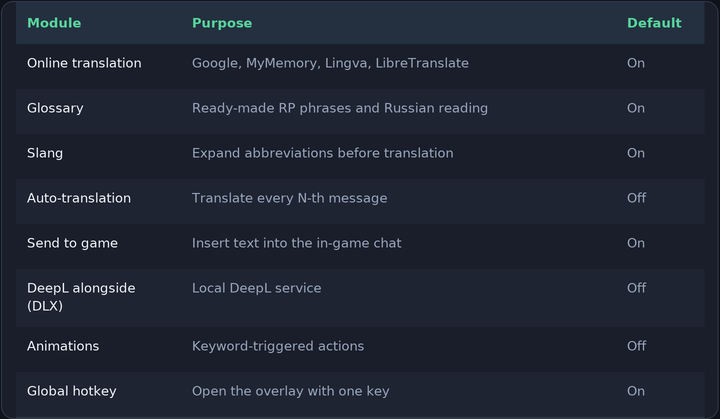 Module Purpose Default
Online translation Google, MyMemory, Lingva, LibreTranslate On
Glossary Ready-made RP phrases and Russian reading On
Slang Expand abbreviations before translation On
Auto-translation Translate every N-th message Off
Send to game Insert text into the in-game chat On
DeepL alongside Local DeepL service Off
(DLX)
Animations Keyword-triggered actions Off
Global hotkey Open the overlay with one key On